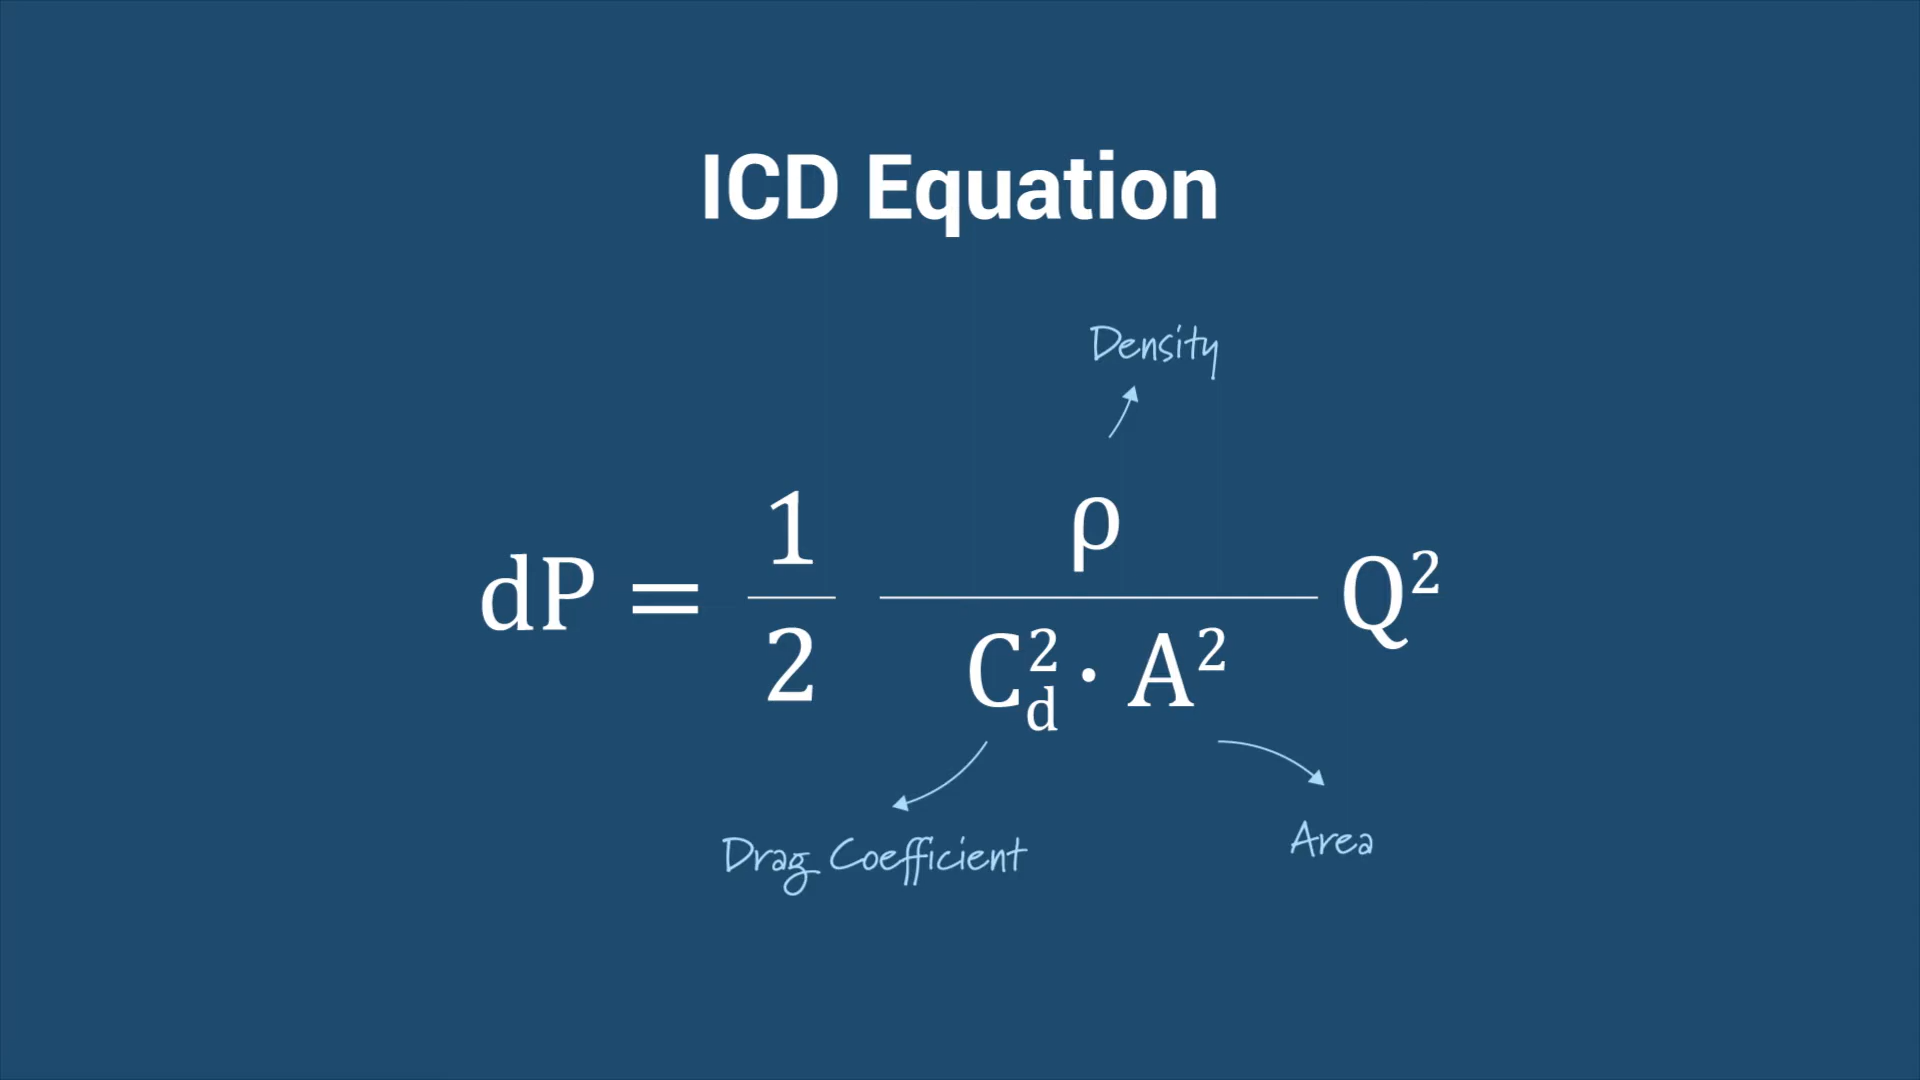 ICD Equation
Density
dP = 1/2 ρ/(C_d^2 · A^2) Q^2
Drag Coefficient
Area